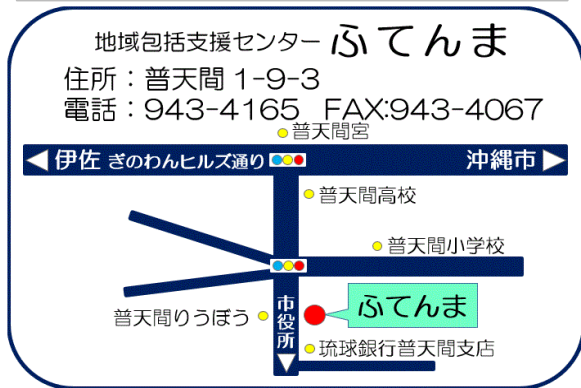 地域包括支援センター ふてんま
住所：普天間 1-9-3
電話：943-4165 FAX:943-4067
普天間宮
◀伊佐 ぎのわんヒルズ通り
沖縄市▶
普天間高校
普天間小学校
普天間りうぼう
市役所
ふてんま
琉球銀行普天間支店